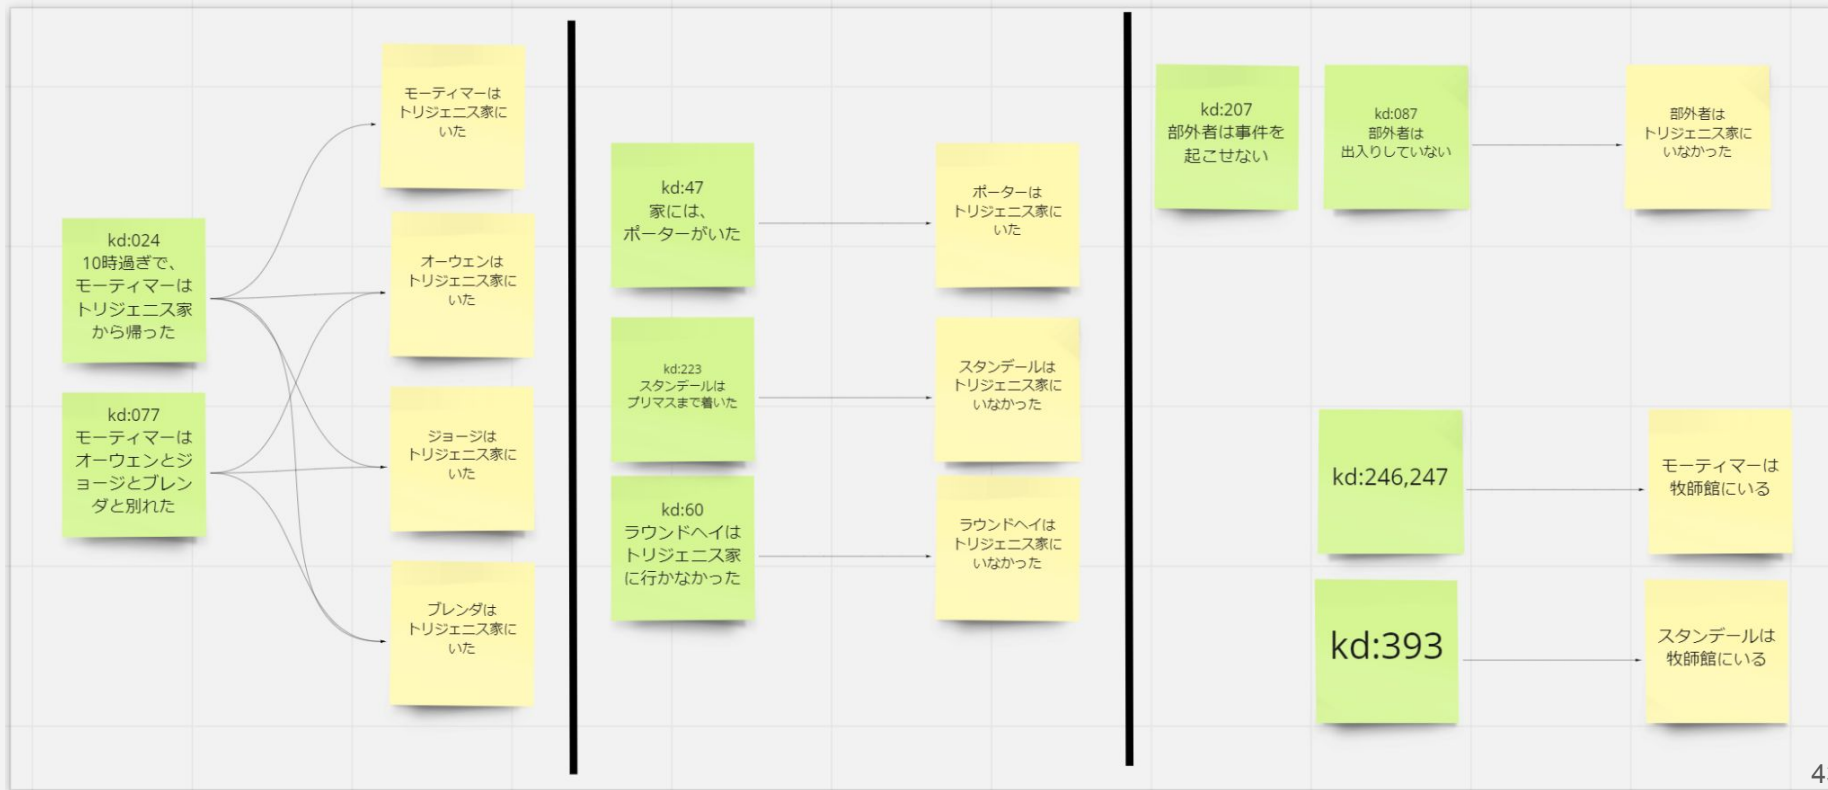 モーティマーは
トリジェニス家に
いた
kd:024
10時過ぎで、
モーティマーは
トリジェニス家
から帰った
オーウェンは
トリジェニス家に
いた
kd:077
モーティマーは
オーウェンとジ
ョージとブレン
ダと別れた
ジョージは
トリジェニス家に
いた
ブレンダは
トリジェニス家に
いた
kd:47
家には、
ポーターがいた
ポーターは
トリジェニス家に
いた
kd:223
スタンデールは
プリマスまで着いた
スタンデールは
トリジェニス家に
いなかった
kd:60
ラウンドヘイは
トリジェニス家
に行かなかった
ラウンドヘイは
トリジェニス家に
いなかった
kd:207
部外者は事件を
起こせない
kd:087
部外者は
出入りしていない
部外者は
トリジェニス家に
いなかった
kd:246,247
モーティマーは
牧師館にいる
kd:393
スタンデールは
牧師館にいる